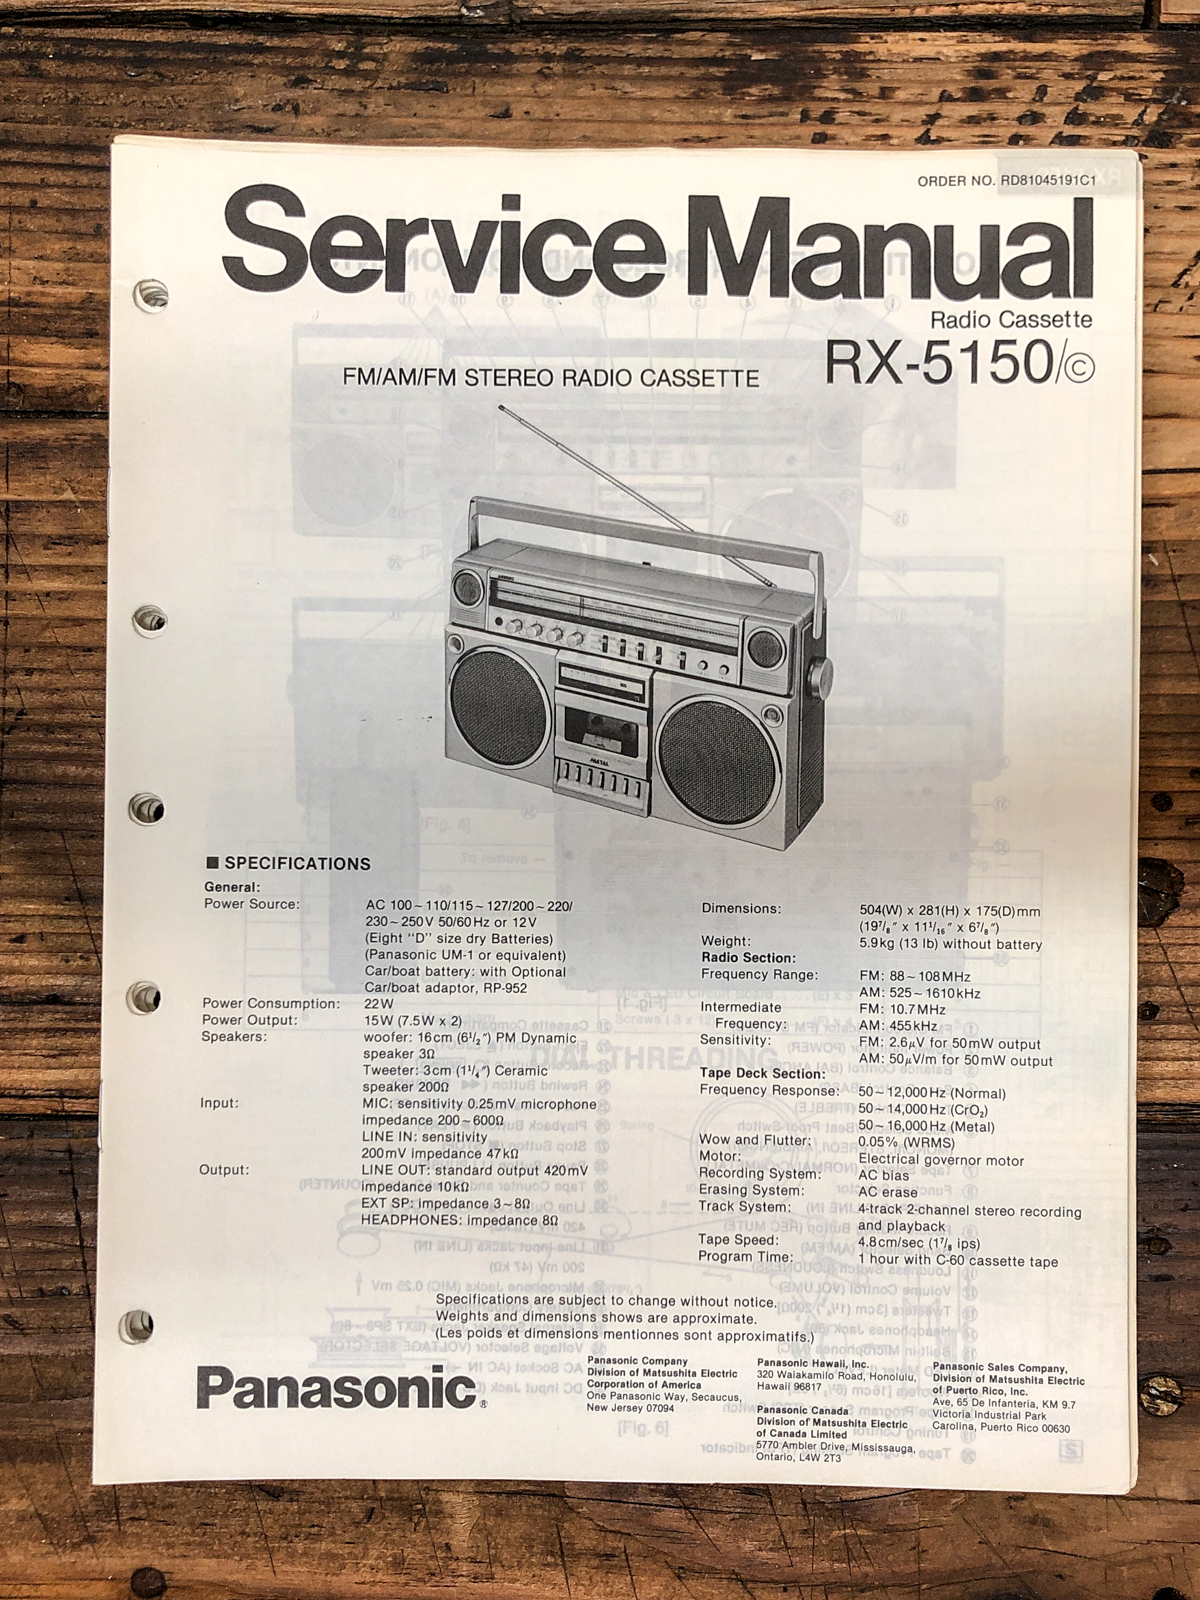 ORDER NO. RD81045191C1
Service Manual
Radio Cassette
RX-5150/©
FM/AM/FM STEREO RADIO CASSETTE
■ SPECIFICATIONS
General:
Power Source: AC 100~110/115~127/200~220/
230~250V 50/60Hz or 12V
(Eight "D" size dry Batteries)
(Panasonic UM-1 or equivalent)
Car/boat battery: with Optional
Car/boat adaptor, RP-952
Power Consumption: 22W
Power Output: 15W (7.5W x 2)
Speakers: woofer: 16cm (6½″) PM Dynamic
speaker 3Ω
Tweeter: 3cm (1¼″) Ceramic
speaker 200Ω
Input: MIC: sensitivity 0.25mV microphone
impedance 200~600Ω
LINE IN: sensitivity
200mV impedance 47kΩ
Output: LINE OUT: standard output 420mV
impedance 10kΩ
EXT SP: impedance 3~8Ω
HEADPHONES: impedance 8Ω
Dimensions: 504(W) x 281(H) x 175(D)mm
(19⅞″ x 11¹/₁₆″ x 6⅞″)
Weight: 5.9kg (13 lb) without battery
Radio Section:
Frequency Range: FM: 88~108MHz
AM: 525~1610kHz
Intermediate FM: 10.7MHz
Frequency: AM: 455kHz
Sensitivity: FM: 2.6μV for 50mW output
AM: 50μV/m for 50mW output
Tape Deck Section:
Frequency Response: 50~12,000Hz (Normal)
50~14,000Hz (CrO₂)
50~16,000Hz (Metal)
Wow and Flutter: 0.05% (WRMS)
Motor: Electrical governor motor
Recording System: AC bias
Erasing System: AC erase
Track System: 4-track 2-channel stereo recording
and playback
Tape Speed: 4.8cm/sec (1⅞ ips)
Program Time: 1 hour with C-60 cassette tape
Specifications are subject to change without notice.
Weights and dimensions shows are approximate.
(Les poids et dimensions mentionnes sont approximatifs.)
Panasonic®
Panasonic Company
Division of Matsushita Electric
Corporation of America
One Panasonic Way, Secaucus,
New Jersey 07094
Panasonic Hawaii, Inc.
320 Waiakamilo Road, Honolulu,
Hawaii 96817
Panasonic Canada
Division of Matsushita Electric
of Canada Limited
5770 Ambler Drive, Mississauga,
Ontario, L4W 2T3
Panasonic Sales Company,
Division of Matsushita Electric
of Puerto Rico, Inc.
Ave, 65 De Infanteria, KM 9.7
Victoria Industrial Park
Carolina, Puerto Rico 00630